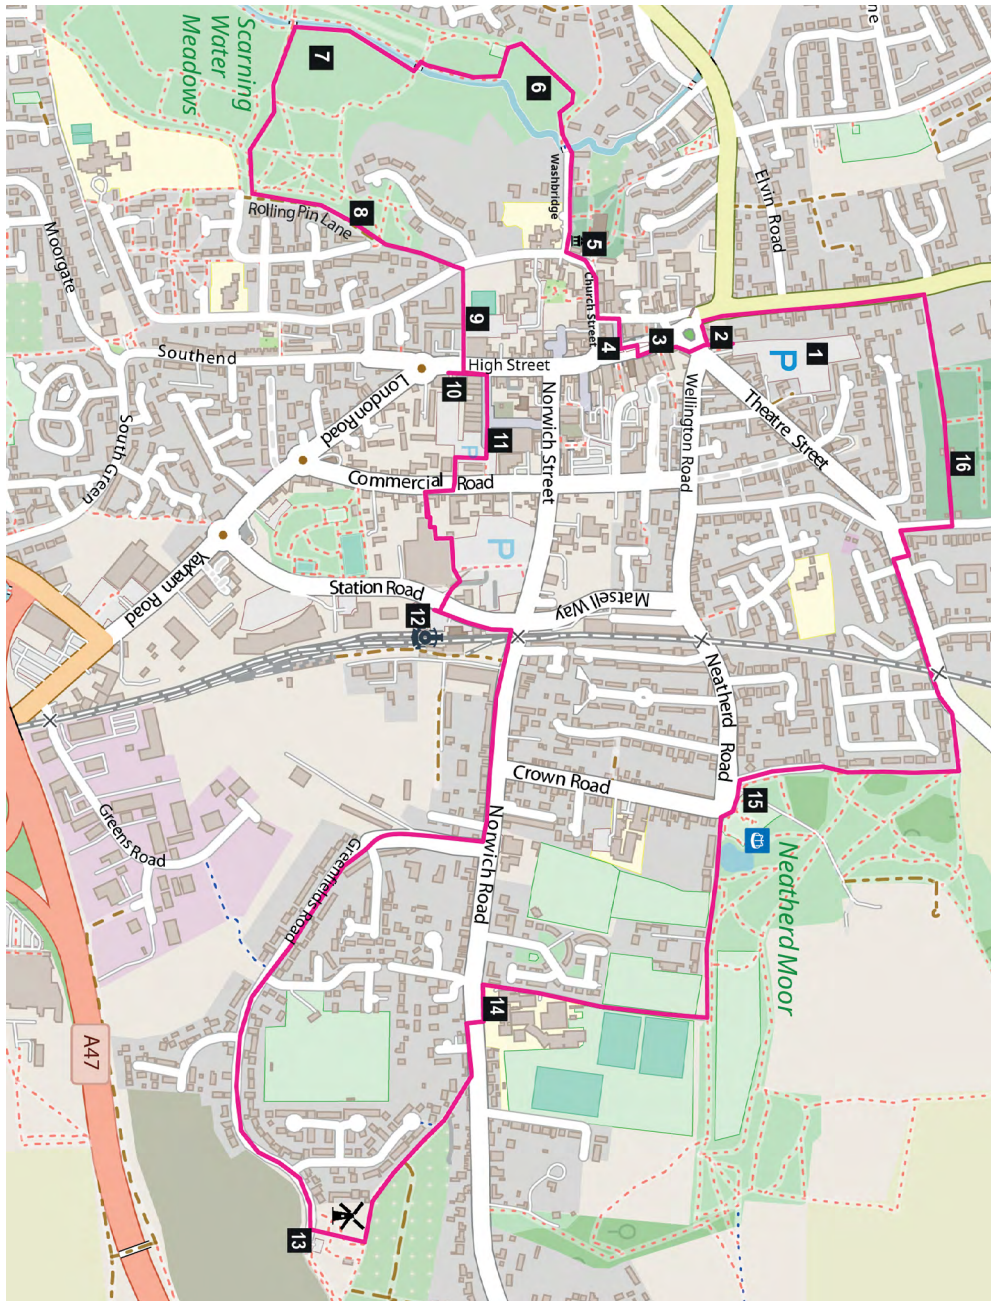 Scarning
Water
Meadows
7
6
8
Rolling Pin Lane
Washbridge
5
Church Street
4
3
2
1
P
Elvin Road
ne
Moorgate
Southend
South Green
London Road
High Street
9
10
11
P
Norwich Street
Wellington Road
Theatre Street
16
Commercial Road
P
Yaxham Road
Station Road
12
Matsell Way
Neatherd Road
Crown Road
Norwich Road
15
Neatherd Moor
Greens Road
Greenfields Road
14
13
A47